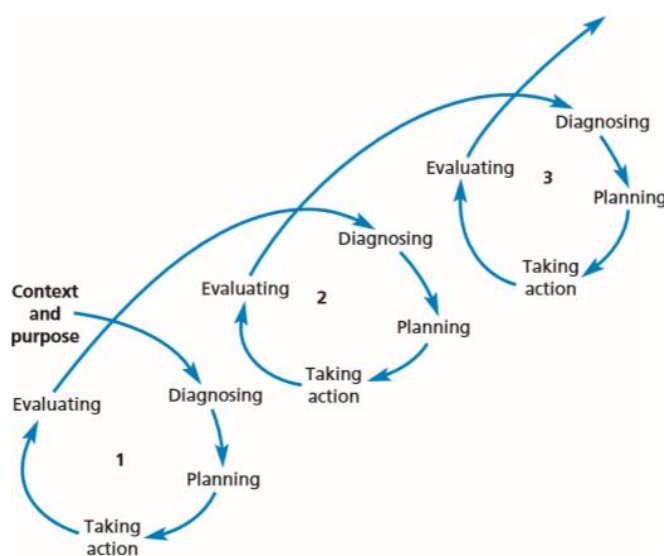 Context
and
purpose
Diagnosing
Planning
Taking
action
Evaluating
1
Diagnosing
Planning
Taking
action
Evaluating
2
Diagnosing
Planning
Taking
action
Evaluating
3